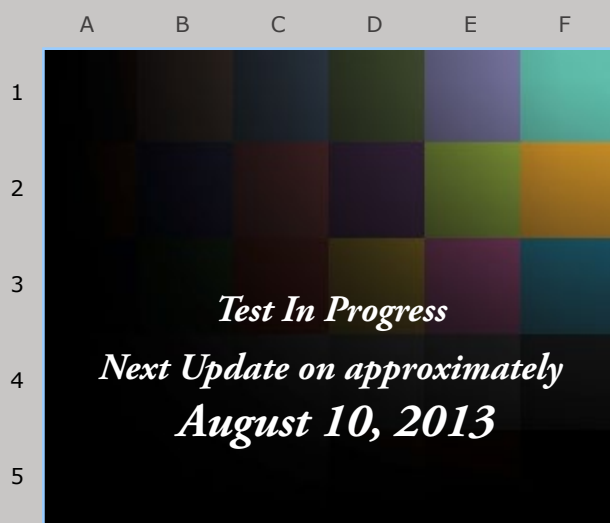 A B C D E F
1
2
3
Test In Progress
Next Update on approximately
4
August 10, 2013
5